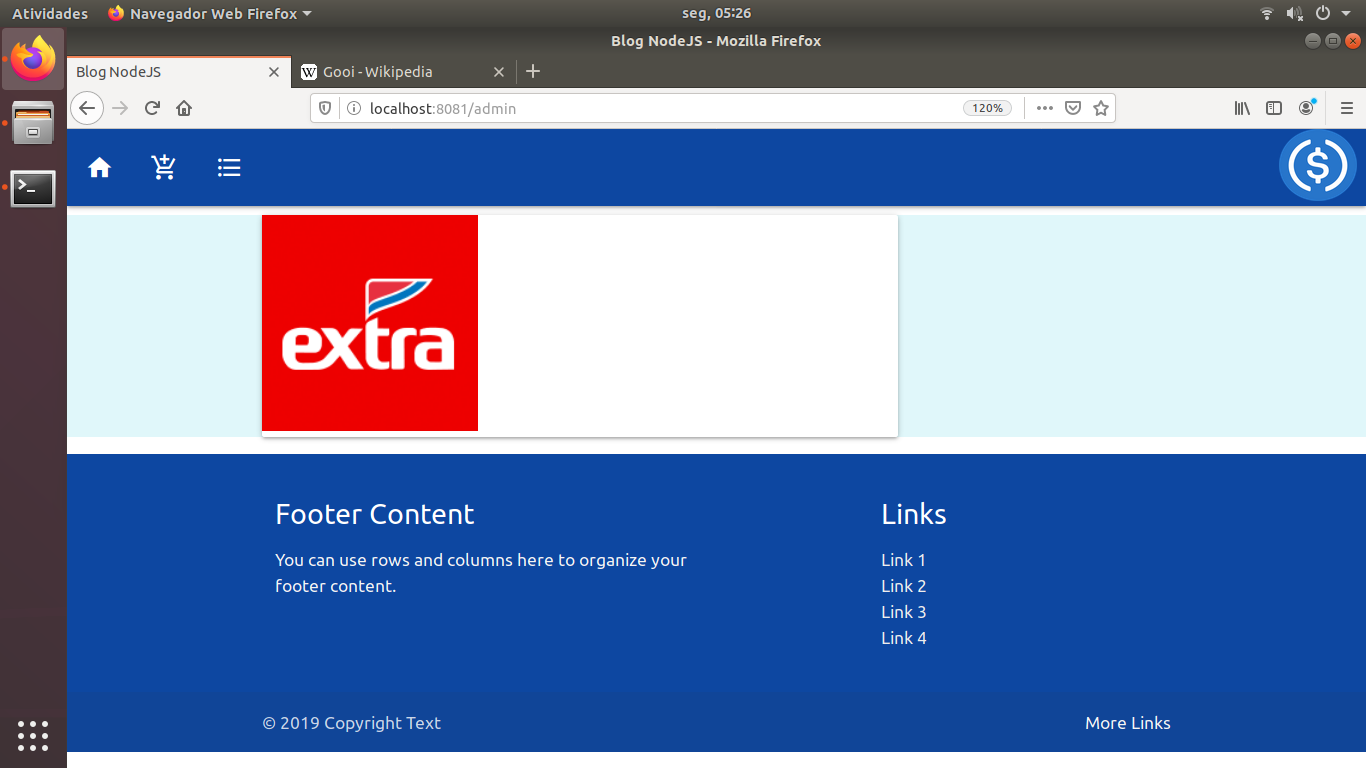 Atividades Navegador Web Firefox seg, 05:26
Blog NodeJS - Mozilla Firefox
Blog NodeJS Gooi - Wikipedia
localhost:8081/admin 120%
extra
Footer Content
You can use rows and columns here to organize your
footer content.
Links
Link 1
Link 2
Link 3
Link 4
© 2019 Copyright Text More Links